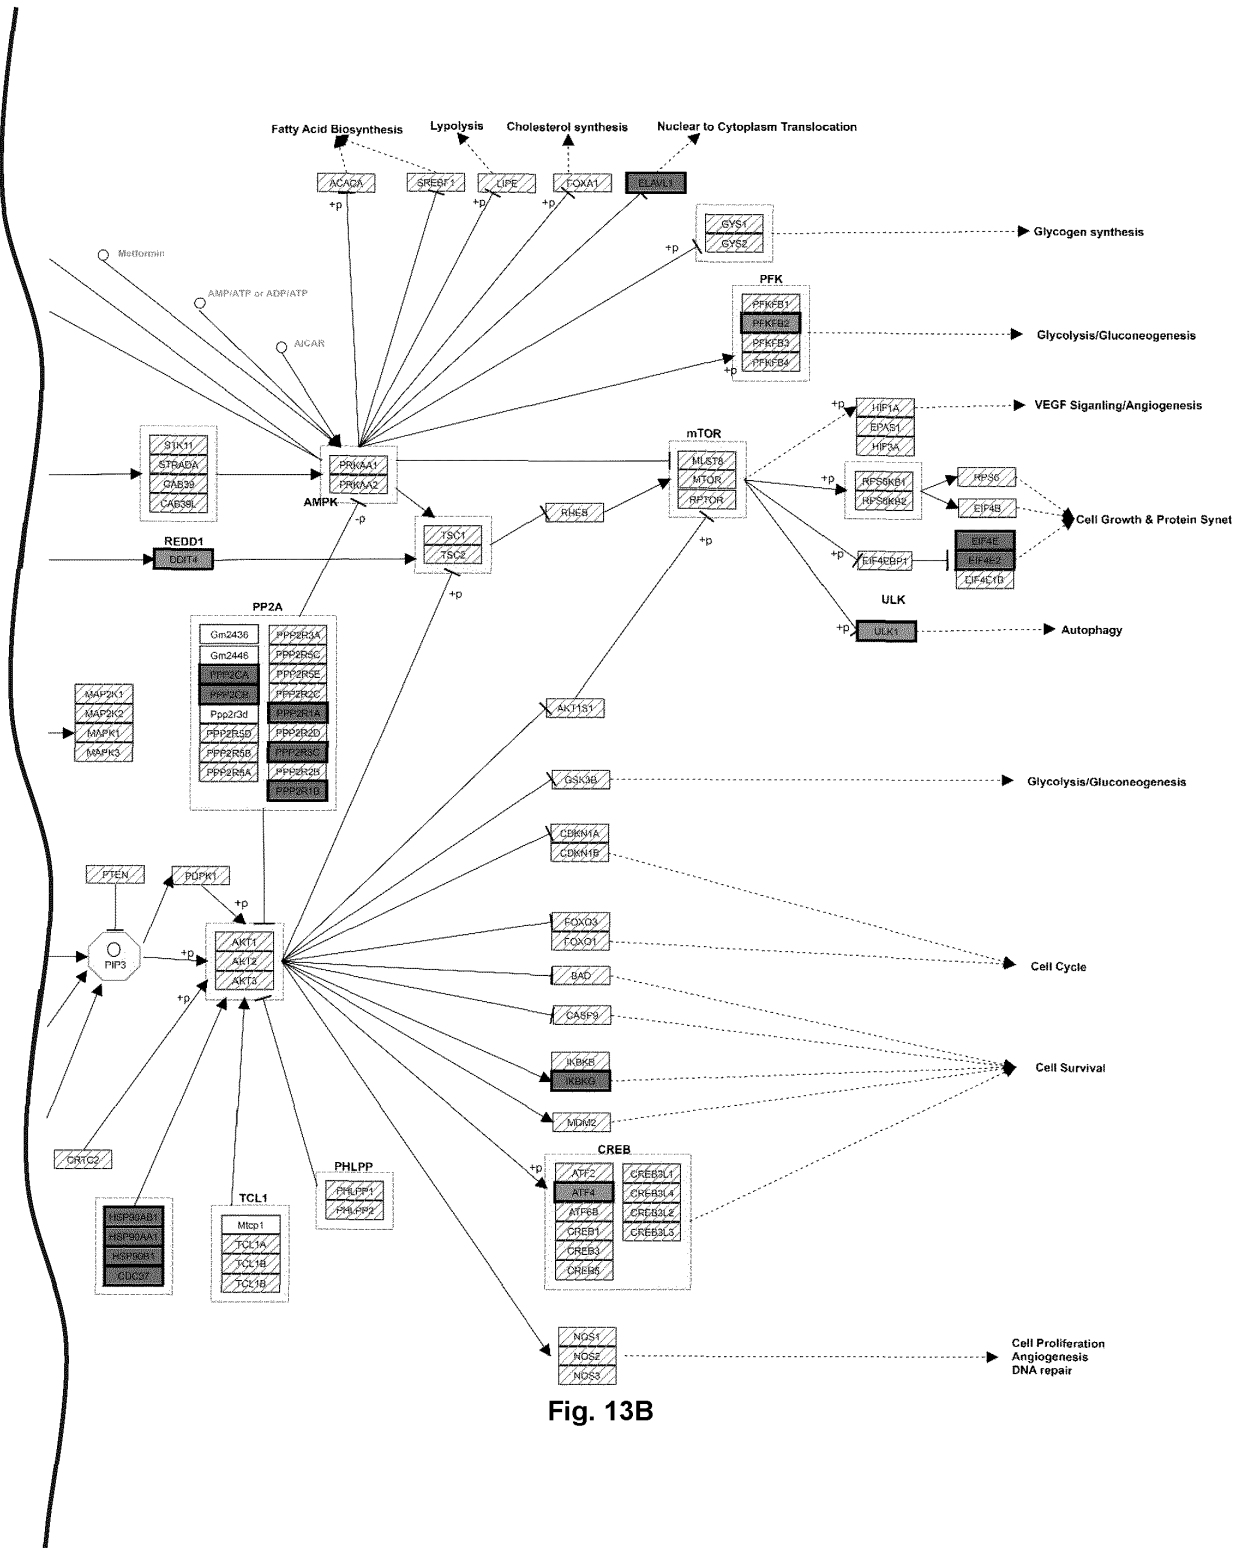 Fatty Acid Biosynthesis
Lypolysis
Cholesterol synthesis
Nuclear to Cytoplasm Translocation
ACACA
SREBF1
LIPE
FOXA1
ELAVL1
+p
+p
+p
GYS1
GYS2
+p
Glycogen synthesis
Metformin
AMP/ATP or ADP/ATP
AICAR
PFK
PFKFB1
PFKFB2
PFKFB3
PFKFB4
+p
Glycolysis/Gluconeogenesis
+p
HIF1A
EPAS1
HIF3A
VEGF Siganling/Angiogenesis
STK11
STRADA
CAB39
CAB39L
PRKAA1
PRKAA2
AMPK
mTOR
MLST8
MTOR
RPTOR
+p
RPS6KB1
RPS6KB2
RPS6
EIF4B
Cell Growth & Protein Synet
-p
RHEB
TSC1
TSC2
+p
+p
REDD1
DDIT4
+p
EIF4EBP1
EIF4E
EIF4E2
EIF4E1B
ULK
+p
ULK1
Autophagy
PP2A
Gm2436
Gm2446
PPP2CA
PPP2CB
Ppp2r3d
PPP2R5D
PPP2R5B
PPP2R5A
PPP2R3A
PPP2R5C
PPP2R5E
PPP2R2C
PPP2R1A
PPP2R2D
PPP2R3C
PPP2R2B
PPP2R1B
MAP2K1
MAP2K2
MAPK1
MAPK3
AKT1S1
GSK3B
Glycolysis/Gluconeogenesis
CDKN1A
CDKN1B
PTEN
PDPK1
+p
PIP3
+p
+p
AKT1
AKT2
AKT3
FOXO3
FOXO1
Cell Cycle
BAD
CASP9
IKBKB
IKBKG
Cell Survival
MDM2
CRTC2
CREB
+p
ATF2
ATF4
ATF6B
CREB1
CREB3
CREB5
CREB3L1
CREB3L4
CREB3L2
CREB3L3
PHLPP
PHLPP1
PHLPP2
TCL1
Mtcp1
TCL1A
TCL1B
TCL1B
HSP90AB1
HSP90AA1
HSP90B1
CDC37
NOS1
NOS2
NOS3
Cell Proliferation
Angiogenesis
DNA repair
Fig. 13B